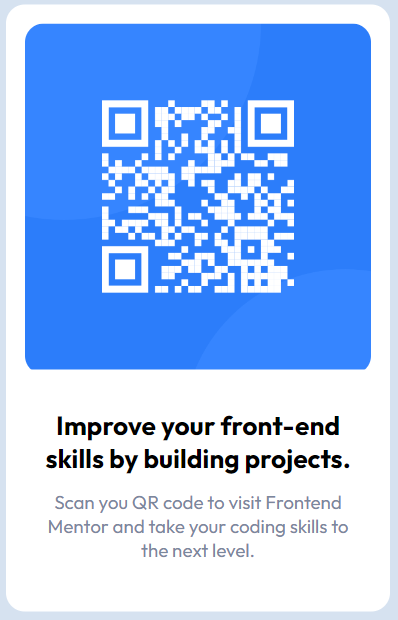 Improve your front-end
skills by building projects.
Scan you QR code to visit Frontend
Mentor and take your coding skills to
the next level.